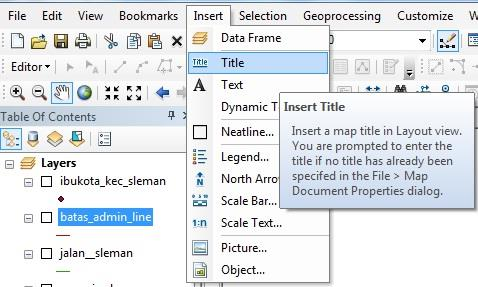 File Edit View Bookmarks Insert Selection Geoprocessing Customize W
Data Frame
Editor Title Title
A Text
Dynamic T
Table Of Contents
Insert Title
Insert a map title in Layout view.
You are prompted to enter the
title if no title has already been
specifed in the File > Map
Document Properties dialog.
Neatline...
Legend...
North Arro
Scale Bar...
Scale Text...
Picture...
Object...
Layers
ibukota_kec_sleman
batas_admin_line
jalan__sleman